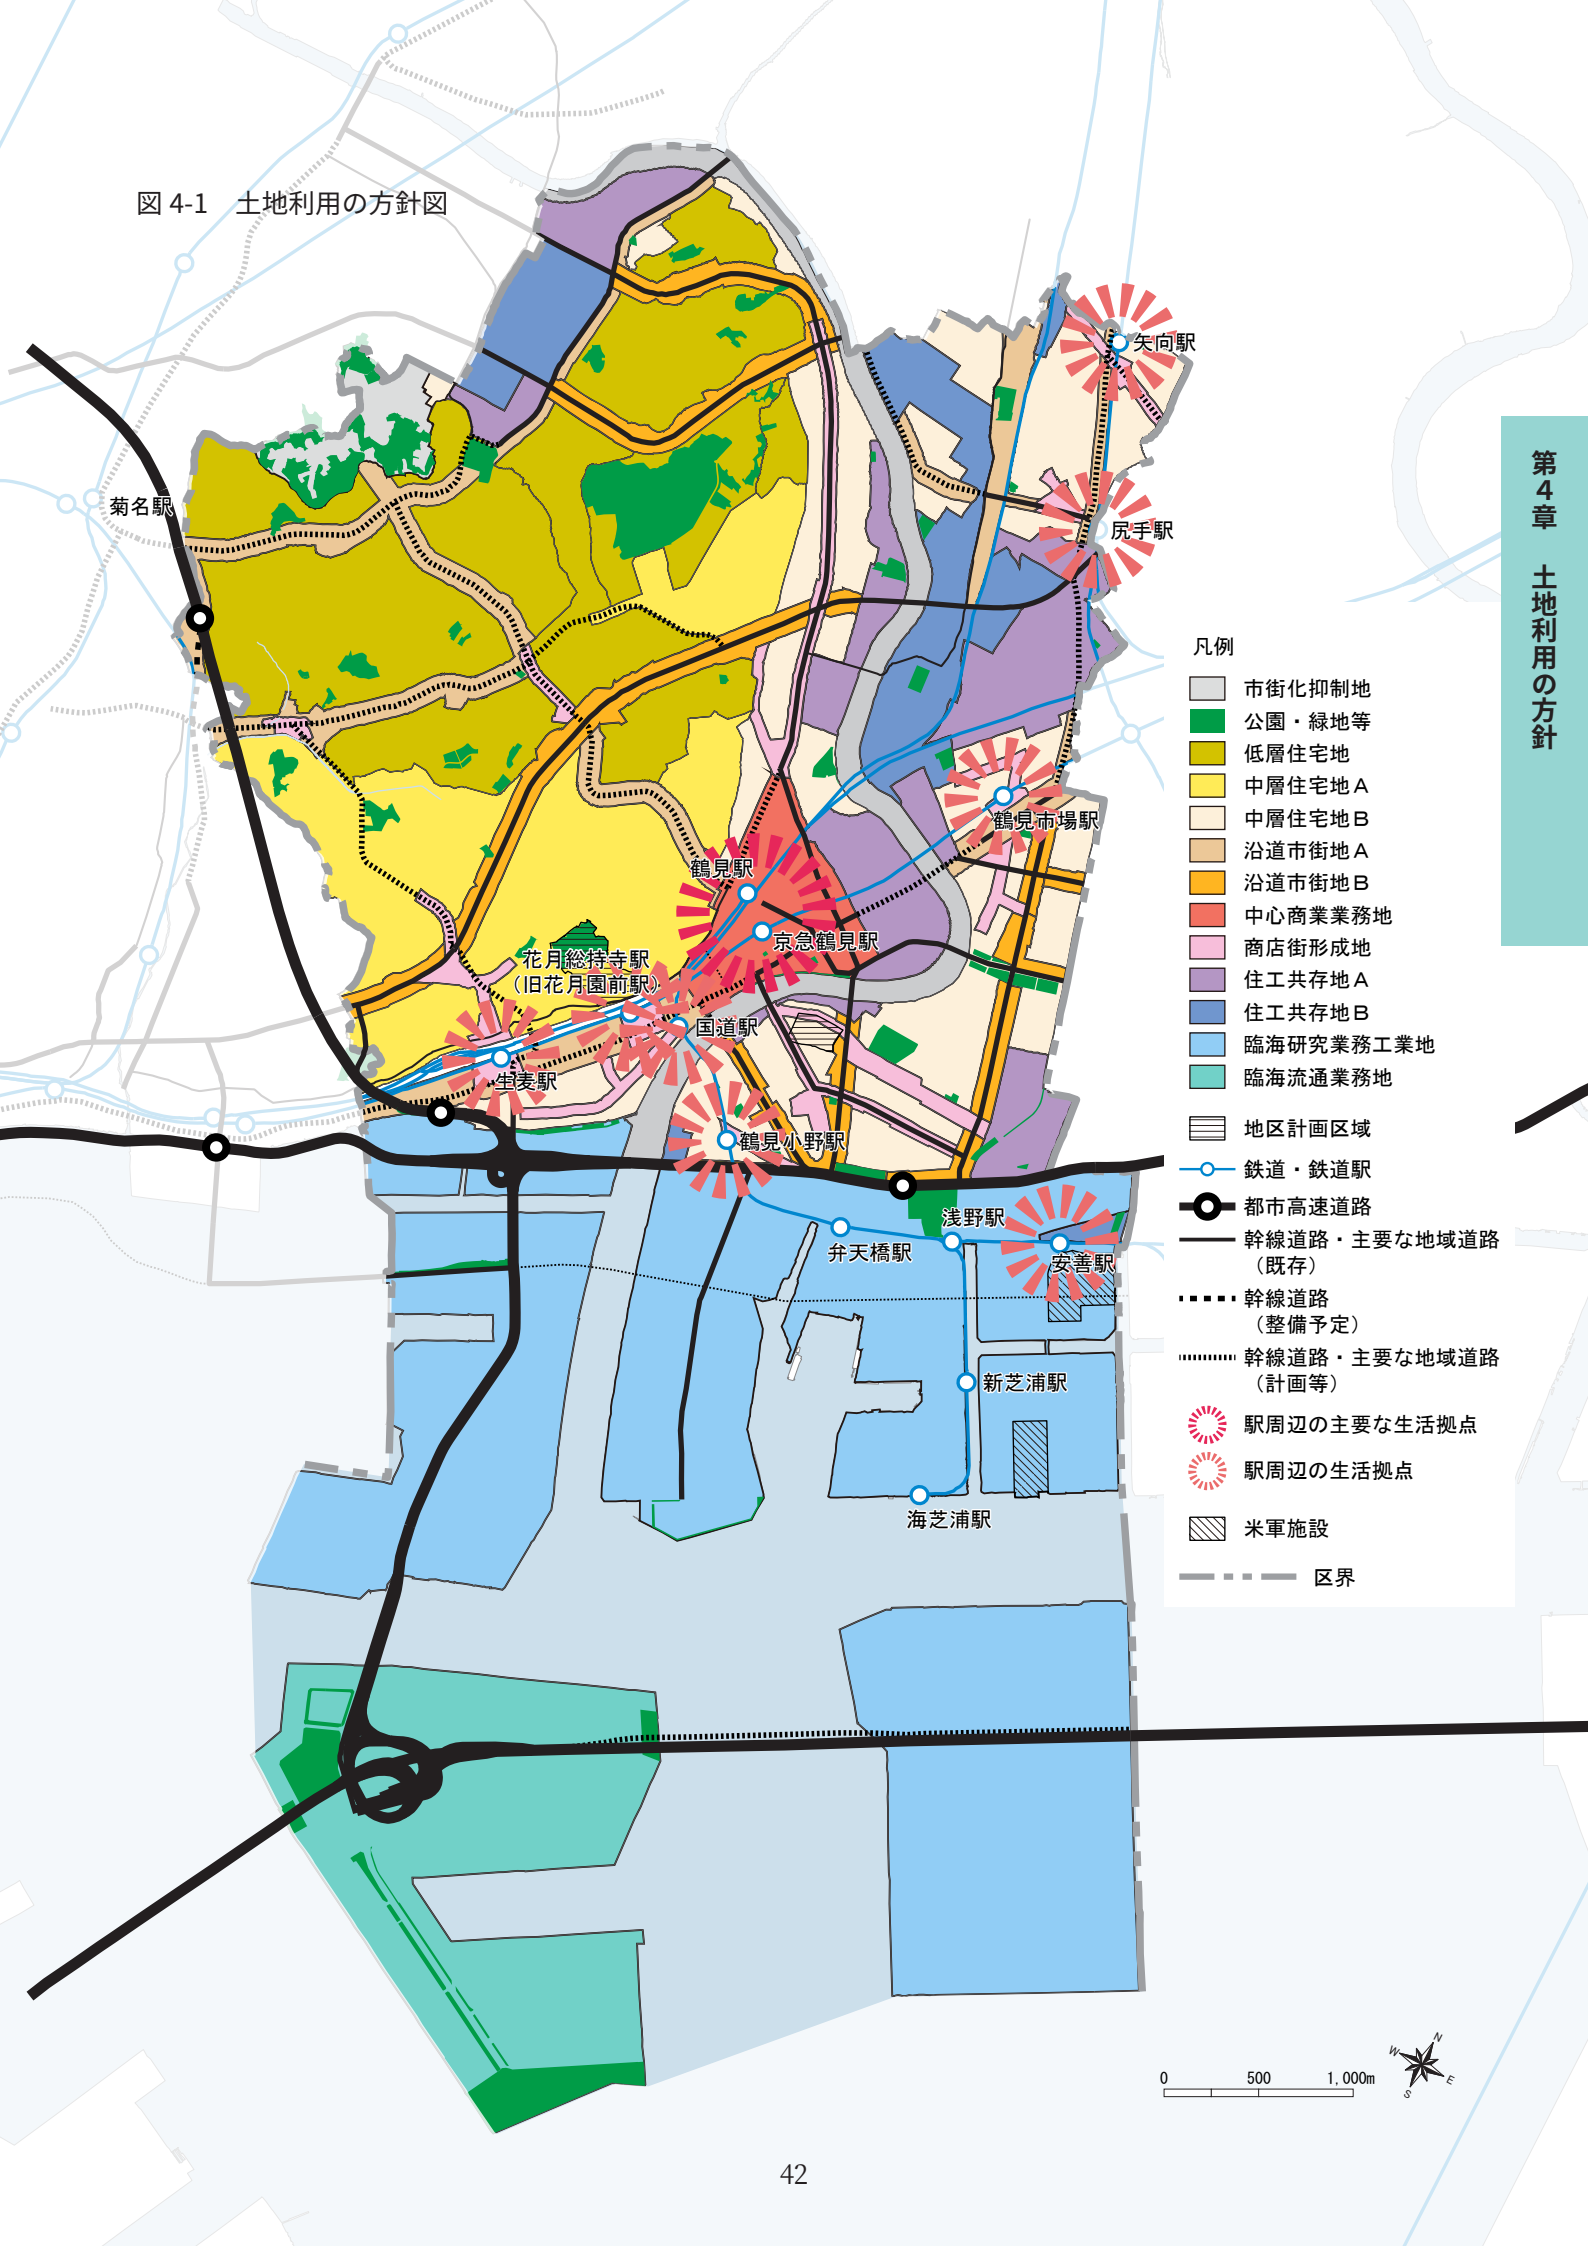 図 4-1　土地利用の方針図
矢向駅
菊名駅
尻手駅
鶴見市場駅
鶴見駅
京急鶴見駅
花月総持寺駅
（旧花月園前駅）
国道駅
生麦駅
鶴見小野駅
浅野駅
弁天橋駅
安善駅
新芝浦駅
海芝浦駅
第4章　土地利用の方針
凡例
市街化抑制地
公園・緑地等
低層住宅地
中層住宅地A
中層住宅地B
沿道市街地A
沿道市街地B
中心商業業務地
商店街形成地
住工共存地A
住工共存地B
臨海研究業務工業地
臨海流通業務地
地区計画区域
鉄道・鉄道駅
都市高速道路
幹線道路・主要な地域道路
（既存）
幹線道路
（整備予定）
幹線道路・主要な地域道路
（計画等）
駅周辺の主要な生活拠点
駅周辺の生活拠点
米軍施設
区界
0 500 1,000m
N
W
E
S
42